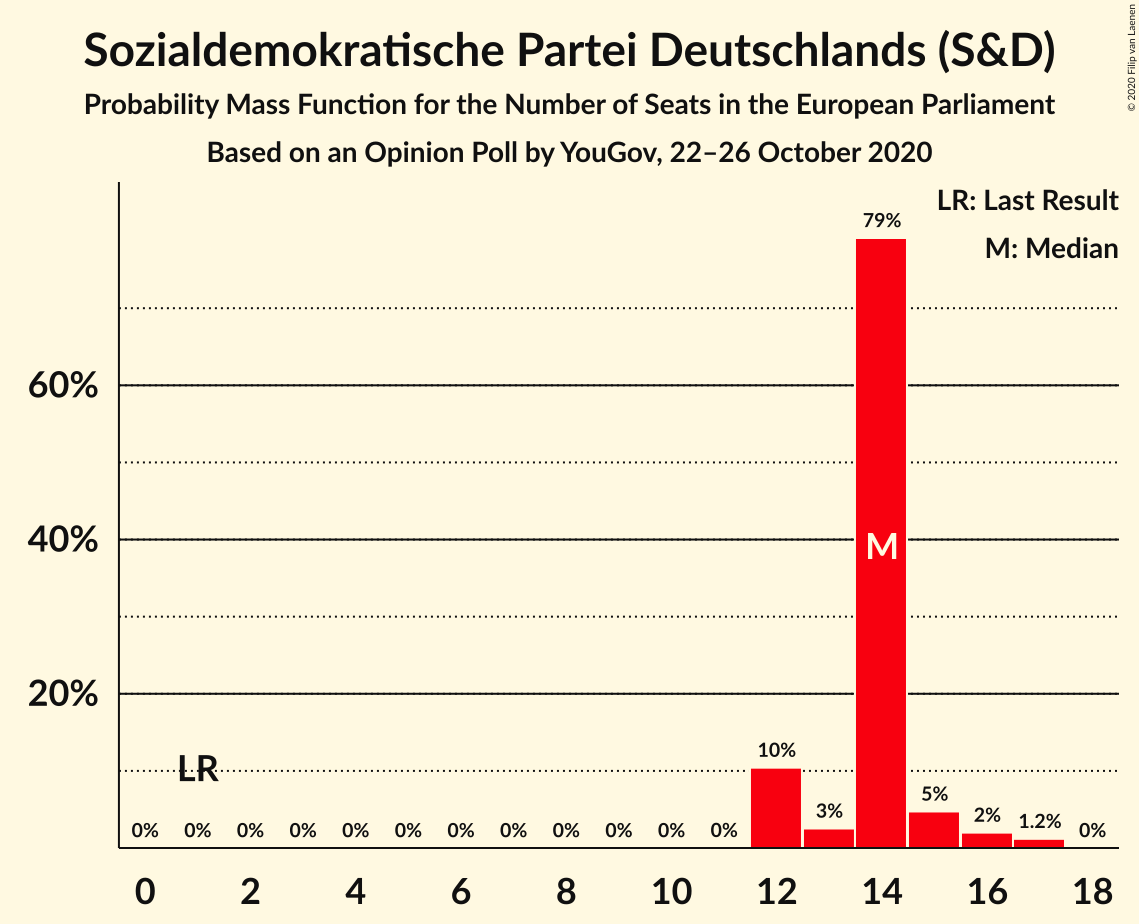 Sozialdemokratische Partei Deutschlands (S&D)
Probability Mass Function for the Number of Seats in the European Parliament
Based on an Opinion Poll by YouGov, 22–26 October 2020
© 2020 Filip van Laenen
LR: Last Result
M: Median
79%
60%
40%
M
20%
LR
10%
5%
3%
2%
1.2%
0% 0% 0% 0% 0% 0% 0% 0% 0% 0% 0% 0% 0%
0 2 4 6 8 10 12 14 16 18